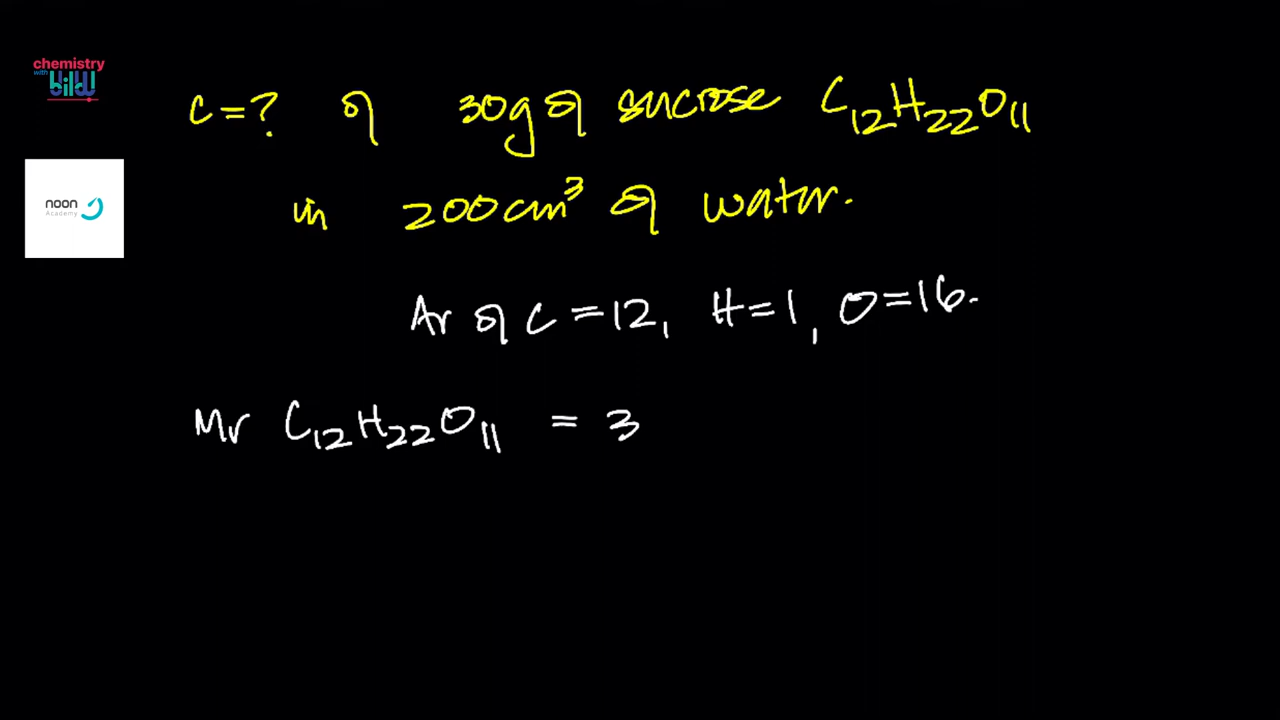 chemistry
with bilal
noon
Academy
c=? of 30g of sucrose C₁₂H₂₂O₁₁
in 200cm³ of water.
Ar of C=12, H=1, O=16.
Mr C₁₂H₂₂O₁₁ = 3